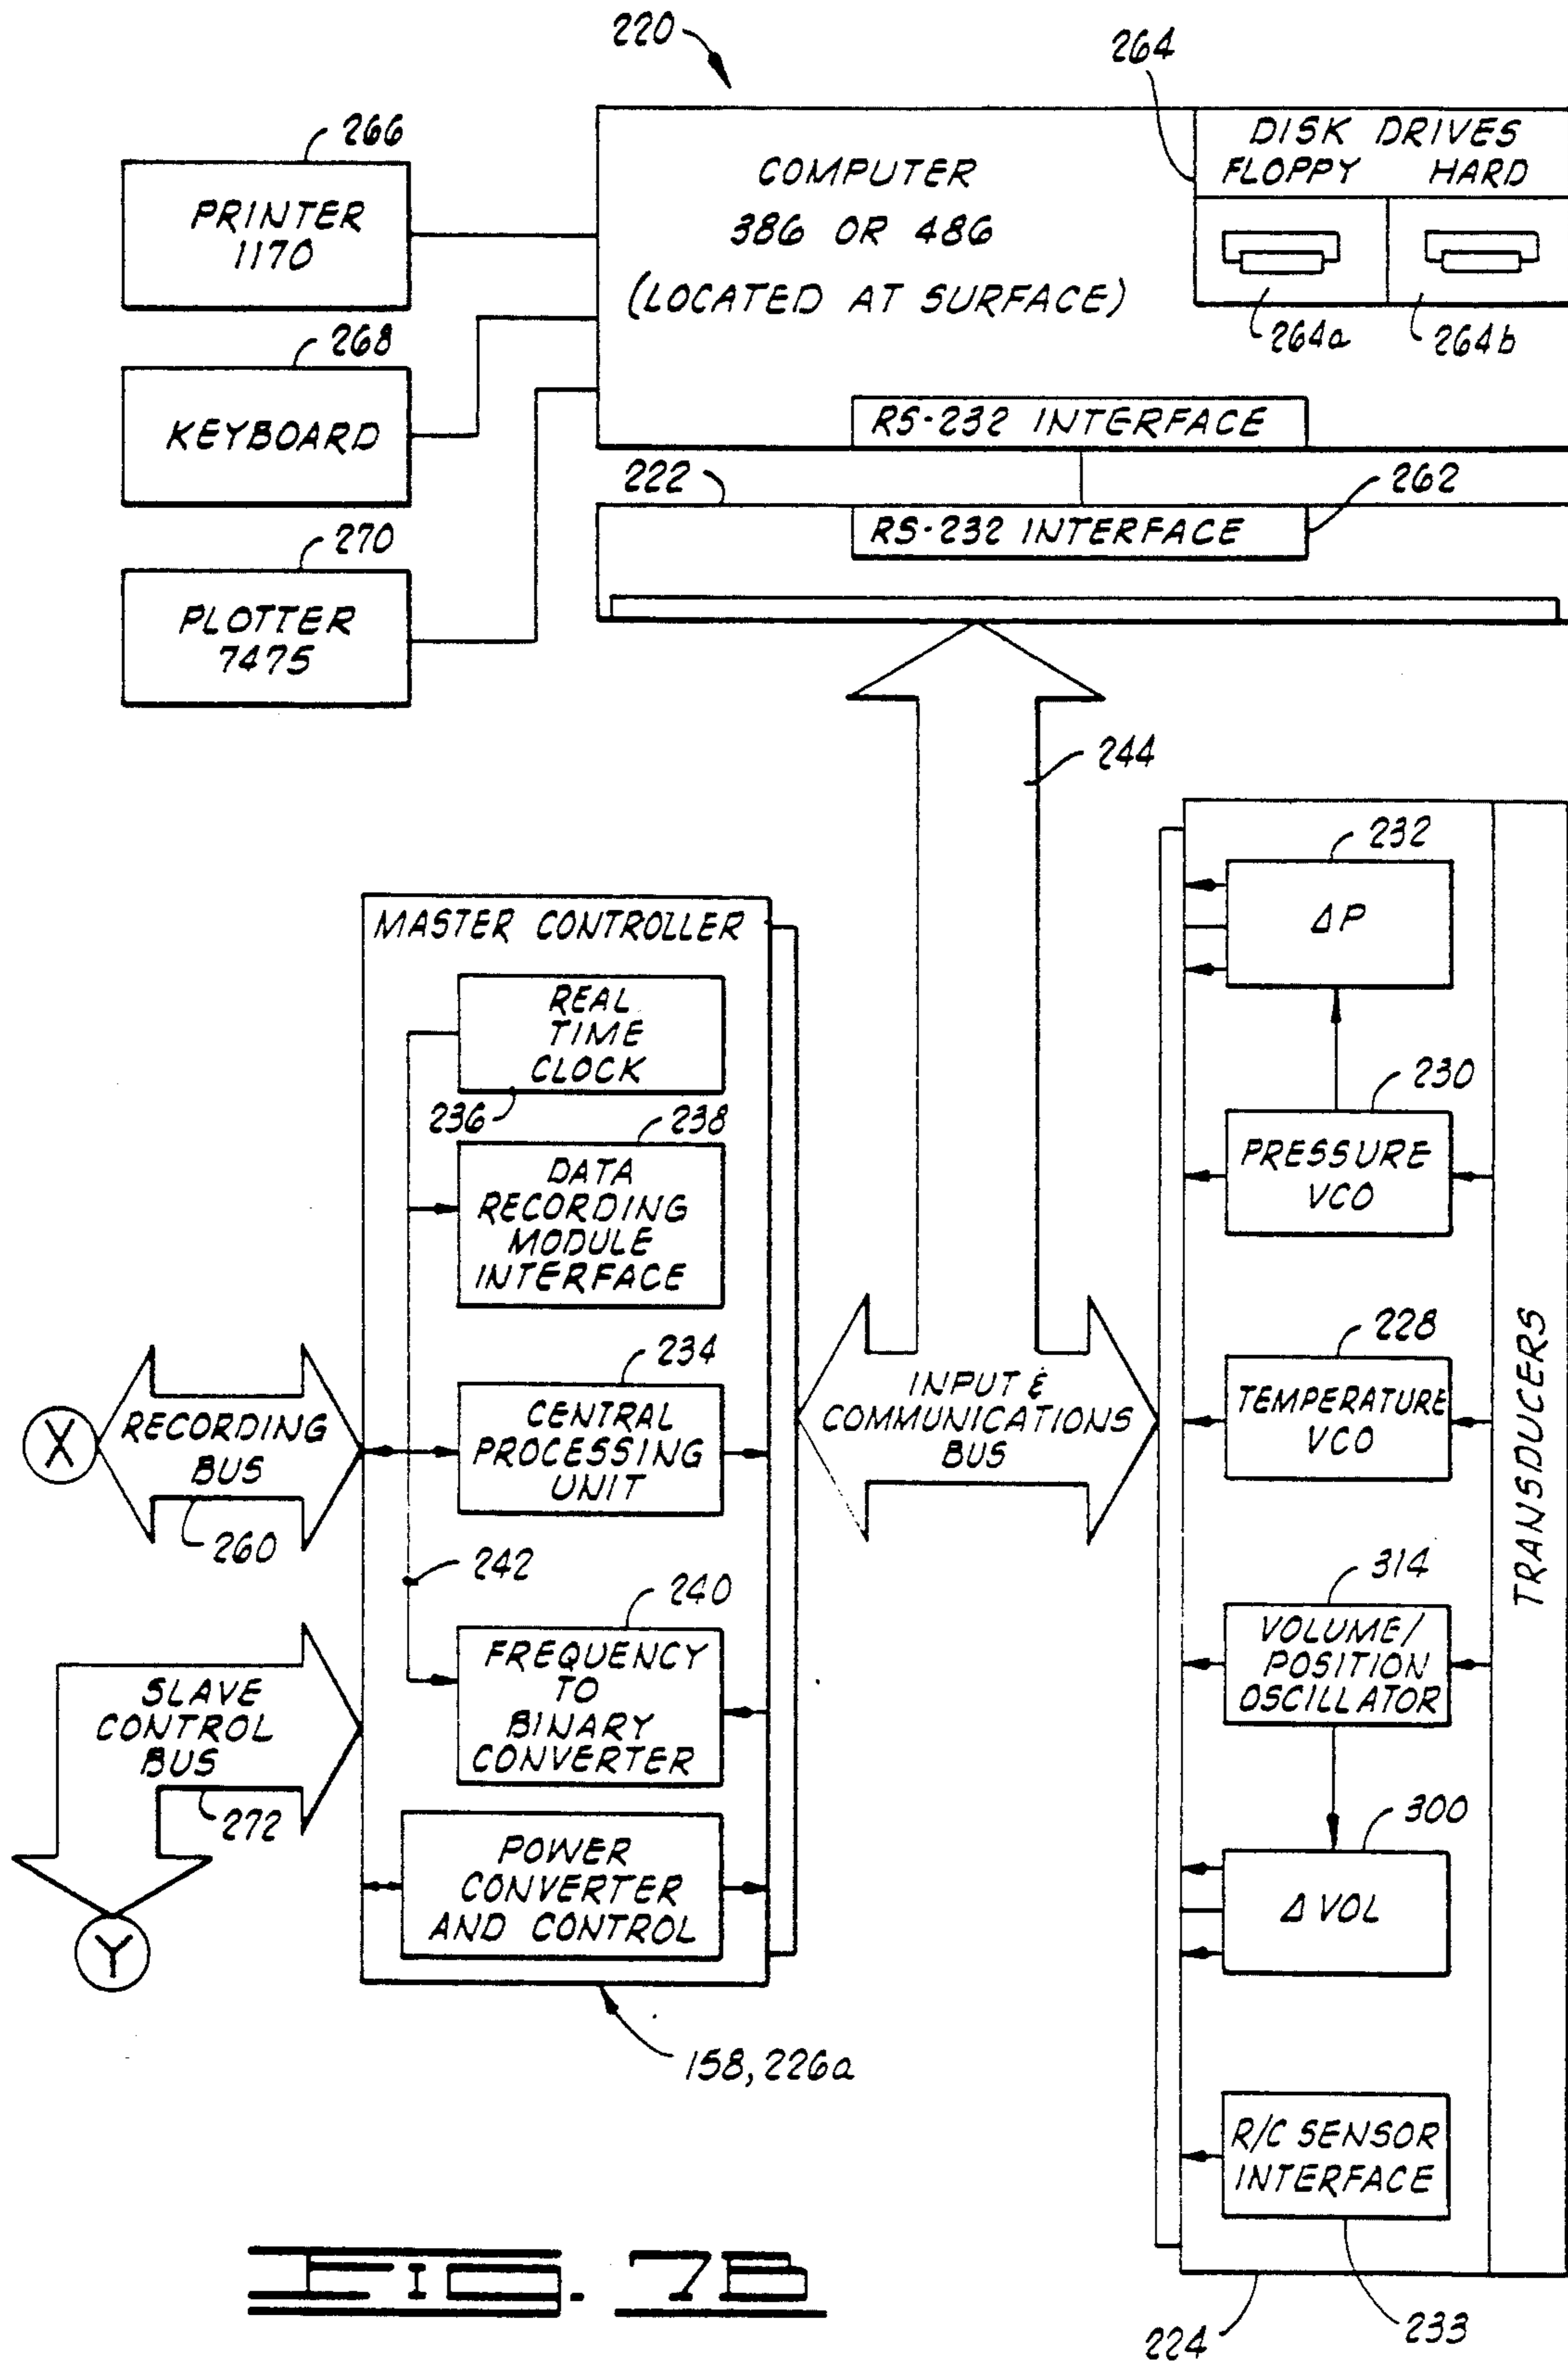 220
264
266
PRINTER
1170
COMPUTER
386 OR 486
(LOCATED AT SURFACE)
DISK DRIVES
FLOPPY HARD
264a
264b
268
KEYBOARD
RS-232 INTERFACE
222
262
RS-232 INTERFACE
270
PLOTTER
7475
244
232
ΔP
MASTER CONTROLLER
REAL
TIME
CLOCK
236
238
DATA
RECORDING
MODULE
INTERFACE
230
PRESSURE
VCO
234
CENTRAL
PROCESSING
UNIT
X
RECORDING
BUS
260
INPUT &
COMMUNICATIONS
BUS
228
TEMPERATURE
VCO
TRANSDUCERS
242
240
FREQUENCY
TO
BINARY
CONVERTER
314
VOLUME/
POSITION
OSCILLATOR
SLAVE
CONTROL
BUS
272
Y
POWER
CONVERTER
AND CONTROL
300
Δ VOL
158, 226a
R/C SENSOR
INTERFACE
233
224
FIG. 7B